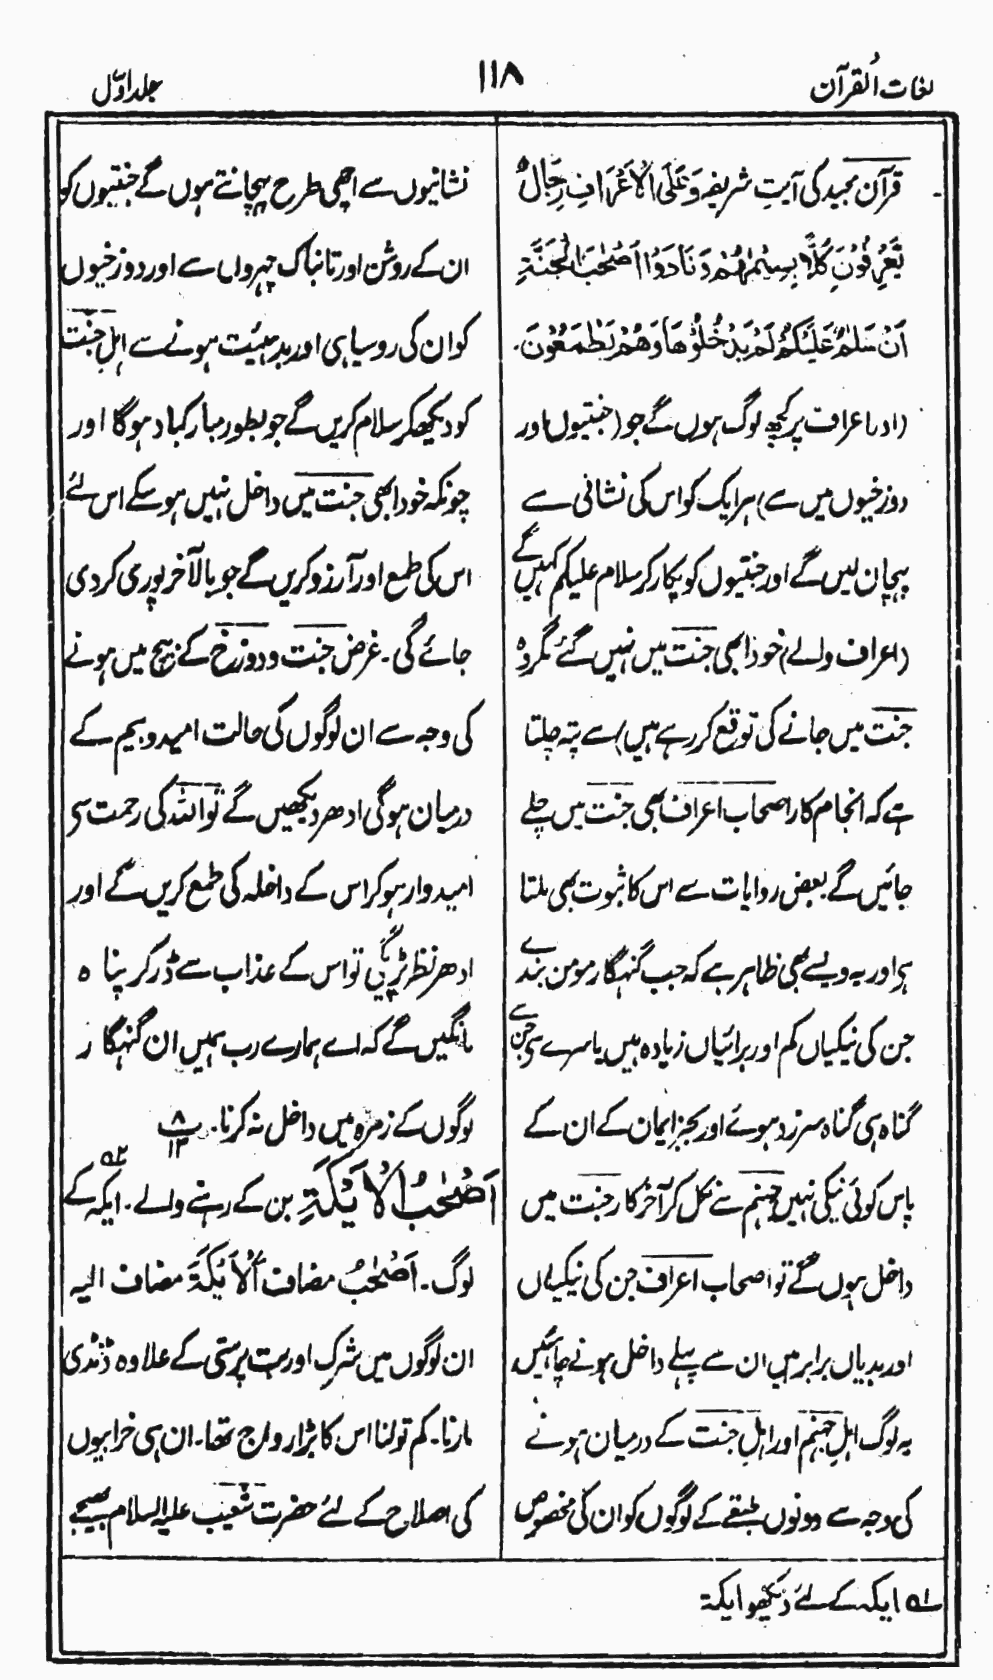 لغات اُلقرآن
۱۱۸
جلد اوّل
قرآن مجید کی آیتِ شریفہ وَعَلَی الْاَعْرَافِ رِجَالٌ
یَّعْرِفُوْنَ کُلًّا بِسِیْمٰهُمْ وَنَادَوْا اَصْحٰبَ الْجَنَّةِ
اَنْ سَلٰمٌ عَلَیْکُمْ لَمْ یَدْخُلُوْهَا وَهُمْ یَطْمَعُوْنَ.
(اور اعراف پر کچھ لوگ ہوں گے جو (جنتیوں اور
دوزخیوں میں سے) ہر ایک کو اس کی نشانی سے
پہچان لیں گے اور جنتیوں کو پکار کر سلام علیکم کہیں گے
(اعراف والے) خود ابھی جنت میں نہیں گئے مگر وہ
جنت میں جانے کی توقع کر رہے ہیں) سے پتہ چلتا
ہے کہ انجام کار اصحاب اعراف بھی جنت میں چلے
جائیں گے بعض روایات سے اس کا ثبوت بھی ملتا
ہے اور یہ ویسے بھی ظاہر ہے کہ جب گنہگار مومن بندے
جن کی نیکیاں کم اور برائیاں زیادہ ہیں یا سرے سے جن سے
گناہ ہی گناہ سرزد ہوئے اور بجز ایمان کے ان کے
پاس کوئی نیکی نہیں جہنم سے نکل کر آخر کار جنت میں
داخل ہوں گے تو اصحاب اعراف جن کی نیکیاں
اور بدیاں برابر ہیں ان سے پہلے داخل ہونے چاہئیں
یہ لوگ اہلِ جہنم اور اہلِ جنت کے درمیان ہونے
کی وجہ سے دونوں طبقے کے لوگوں کو ان کی مخصوص
نشانیوں سے اچھی طرح پہچانتے ہوں گے جنتیوں کو
ان کے روشن اور تابناک چہروں سے اور دوزخیوں
کو ان کی روسیاہی اور بدہیئت ہونے سے اہلِ جنت
کو دیکھکر سلام کریں گے جو بطور مبارکباد ہوگا اور
چونکہ خود ابھی جنت میں داخل نہیں ہو سکے اس لئے
اس کی طمع اور آرزو کریں گے جو بالآخر پوری کر دی
جائے گی۔ غرض جنت و دوزخ کے بیچ میں ہونے
کی وجہ سے ان لوگوں کی حالت امید و بیم کے
درمیان ہوگی ادھر دیکھیں گے تو اللہ کی رحمت سے
امیدوار ہو کر اس کے داخلہ کی طمع کریں گے اور
ادھر نظر پڑے گی تو اس کے عذاب سے ڈر کر پناہ
مانگیں گے کہ اے ہمارے رب ہمیں ان گنہگار
لوگوں کے زمرہ میں داخل نہ کرنا۔ ۸ ۱۲
اَصْحٰبُ الْاَیْکَةِ بن کے رہنے والے۔ ایکہ کے
لوگ۔ اَصْحٰبُ مضاف اَلْاَیْکَةَ مضاف الیہ
ان لوگوں میں شرک اور بت پرستی کے علاوہ ڈنڈی
مارنا۔ کم تولنا اس کا بڑا رواج تھا۔ ان ہی خرابیوں
کی اصلاح کے لئے حضرت شعیب علیہ السلام بھیجے
لہ ایکہ کے لئے دیکھو ایکۃ